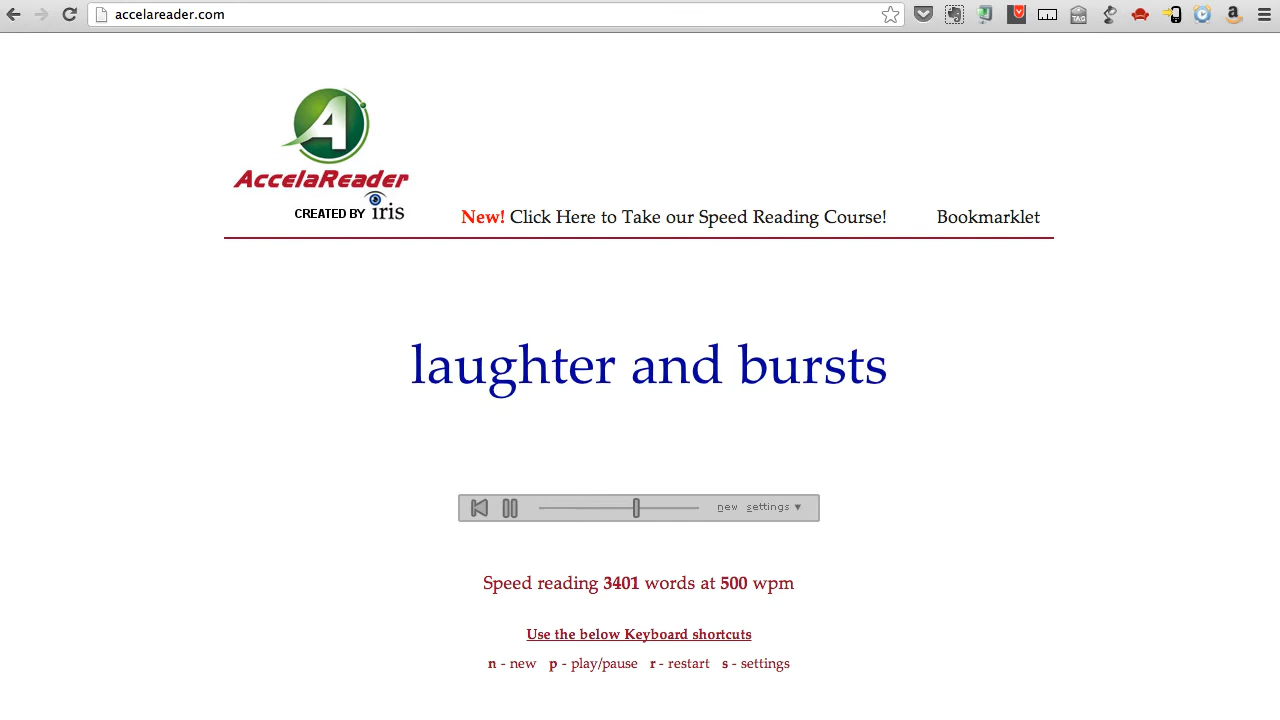 accelareader.com
TAG
A
AccelaReader
CREATED BY iris
New! Click Here to Take our Speed Reading Course! Bookmarklet
laughter and bursts
new settings ▼
Speed reading 3401 words at 500 wpm
Use the below Keyboard shortcuts
n - new p - play/pause r - restart s - settings